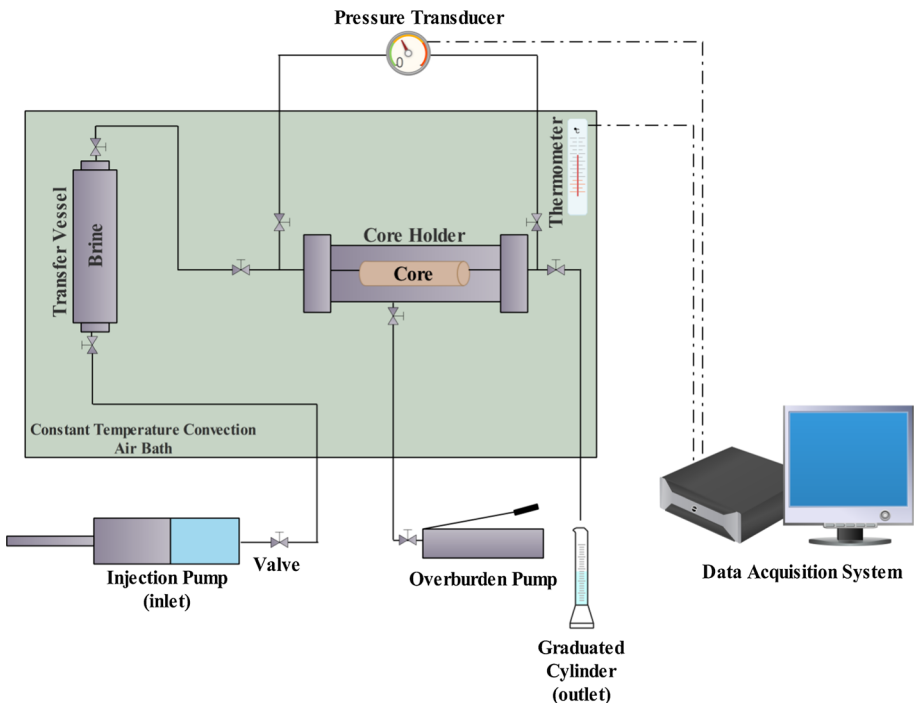 Pressure Transducer
0
Thermometer
°C
Transfer Vessel
Brine
Core Holder
Core
Constant Temperature Convection
Air Bath
Injection Pump
(inlet)
Valve
Overburden Pump
Graduated
Cylinder
(outlet)
Data Acquisition System